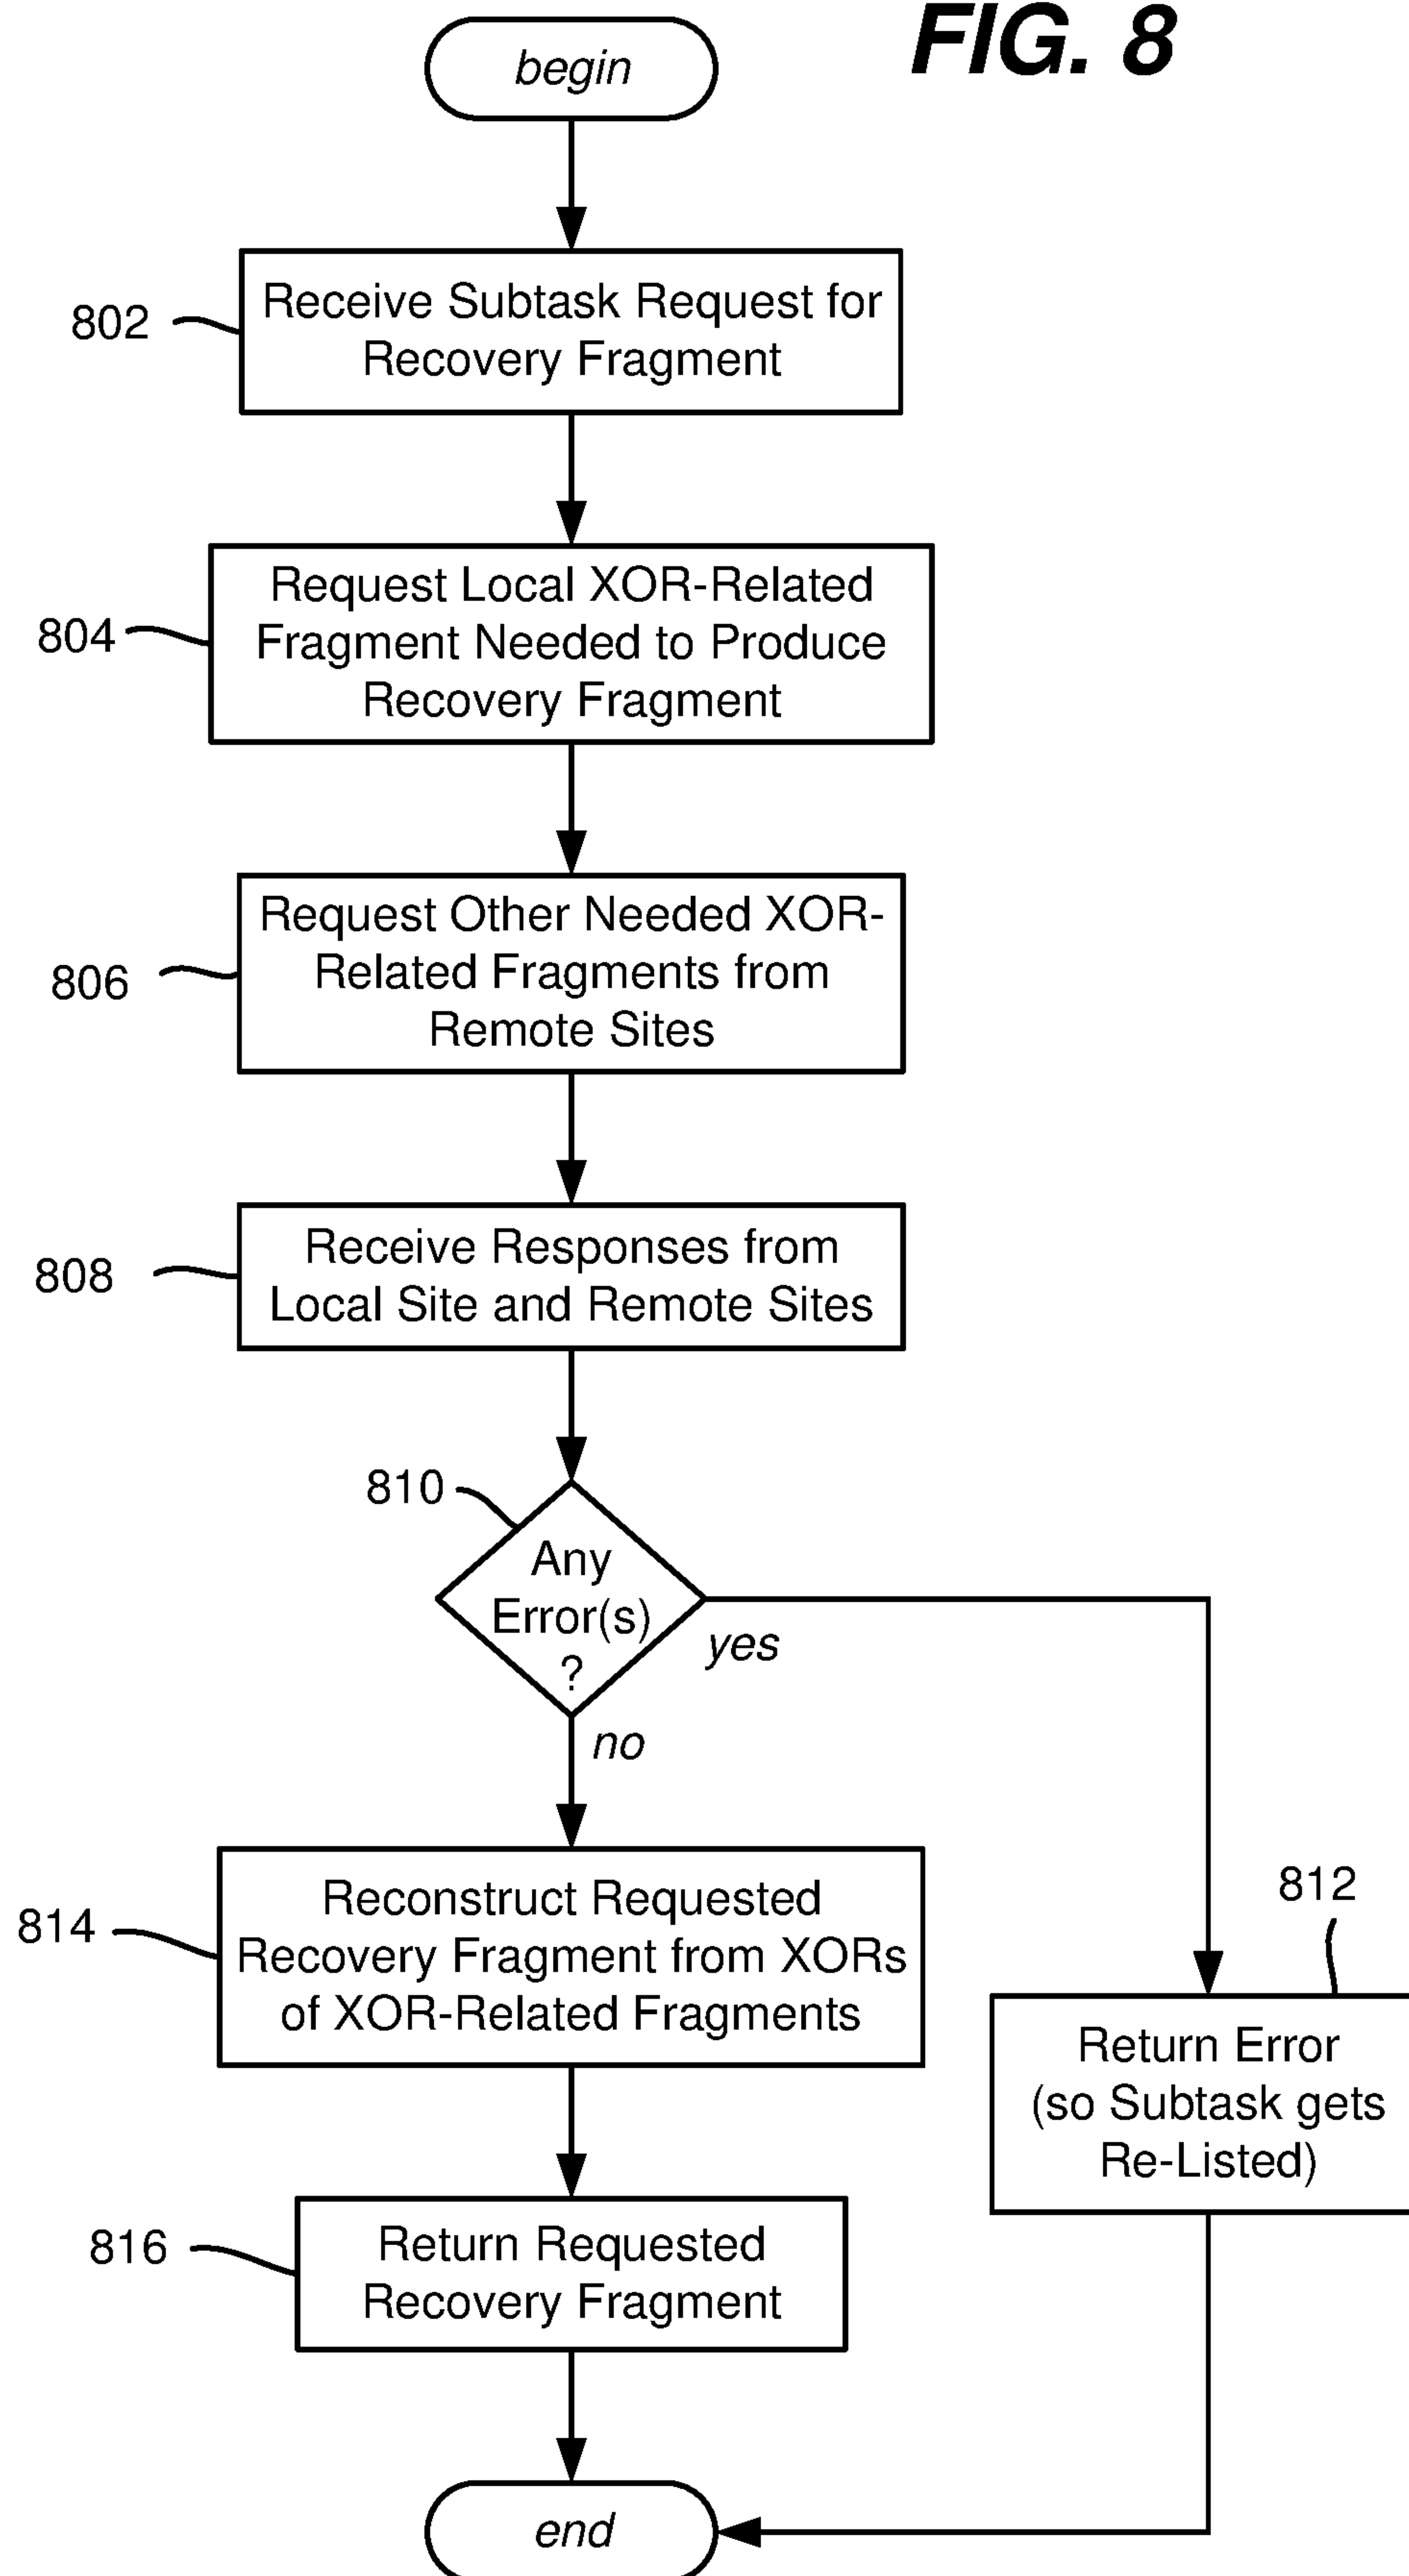 FIG. 8
begin
802
Receive Subtask Request for
Recovery Fragment
804
Request Local XOR-Related
Fragment Needed to Produce
Recovery Fragment
806
Request Other Needed XOR-
Related Fragments from
Remote Sites
808
Receive Responses from
Local Site and Remote Sites
810
Any
Error(s)
?
yes
no
814
Reconstruct Requested
Recovery Fragment from XORs
of XOR-Related Fragments
812
Return Error
(so Subtask gets
Re-Listed)
816
Return Requested
Recovery Fragment
end